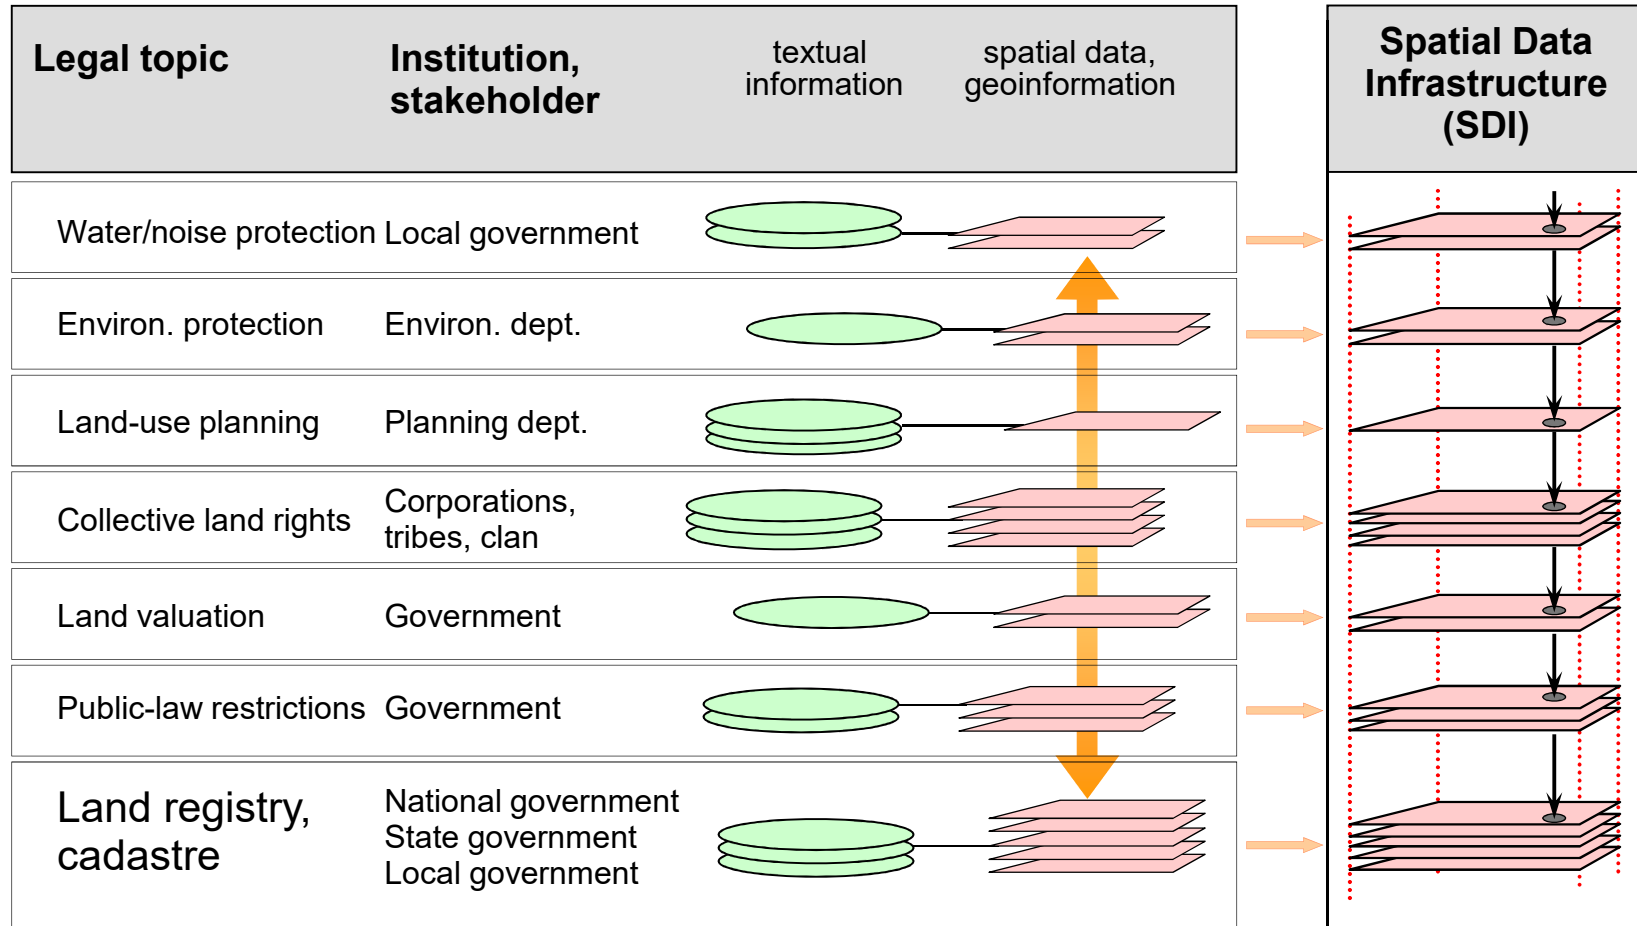 Legal topic
Institution,
stakeholder
textual
information
spatial data,
geoinformation
Spatial Data
Infrastructure
(SDI)
Water/noise protection
Local government
Environ. protection
Environ. dept.
Land-use planning
Planning dept.
Collective land rights
Corporations,
tribes, clan
Land valuation
Government
Public-law restrictions
Government
Land registry,
cadastre
National government
State government
Local government